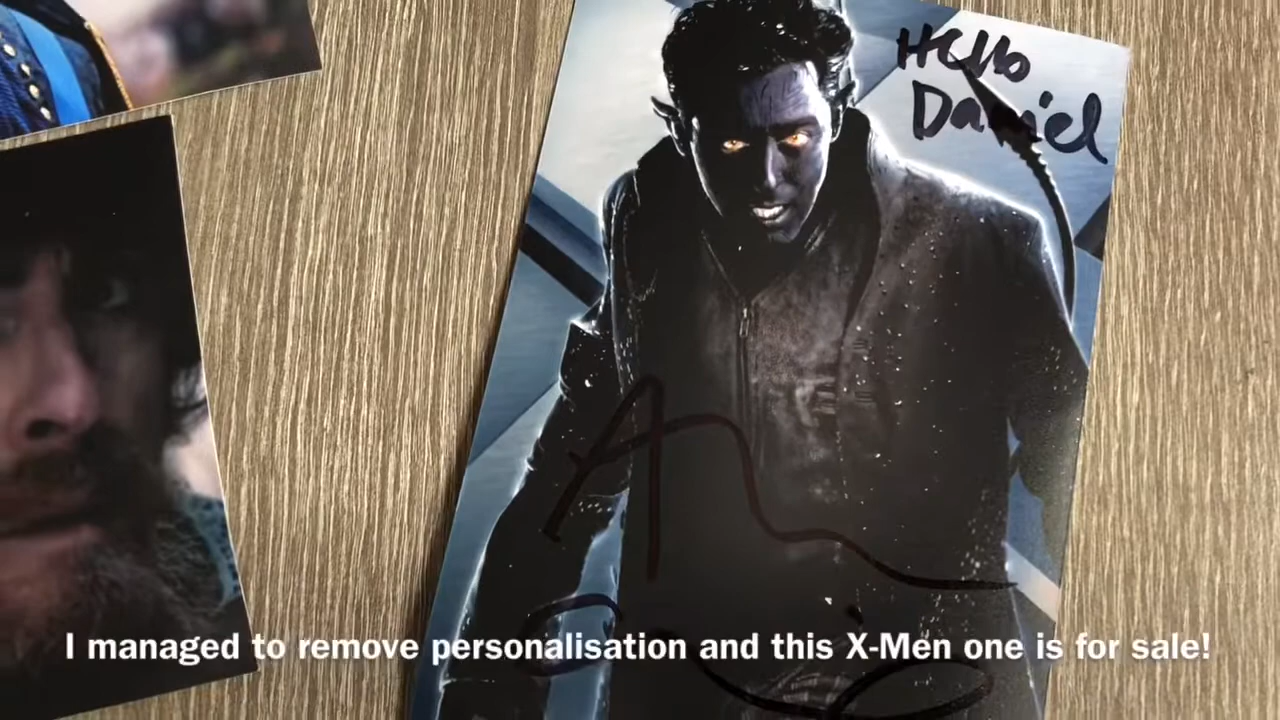 Hello
Daniel
I managed to remove personalisation and this X-Men one is for sale!